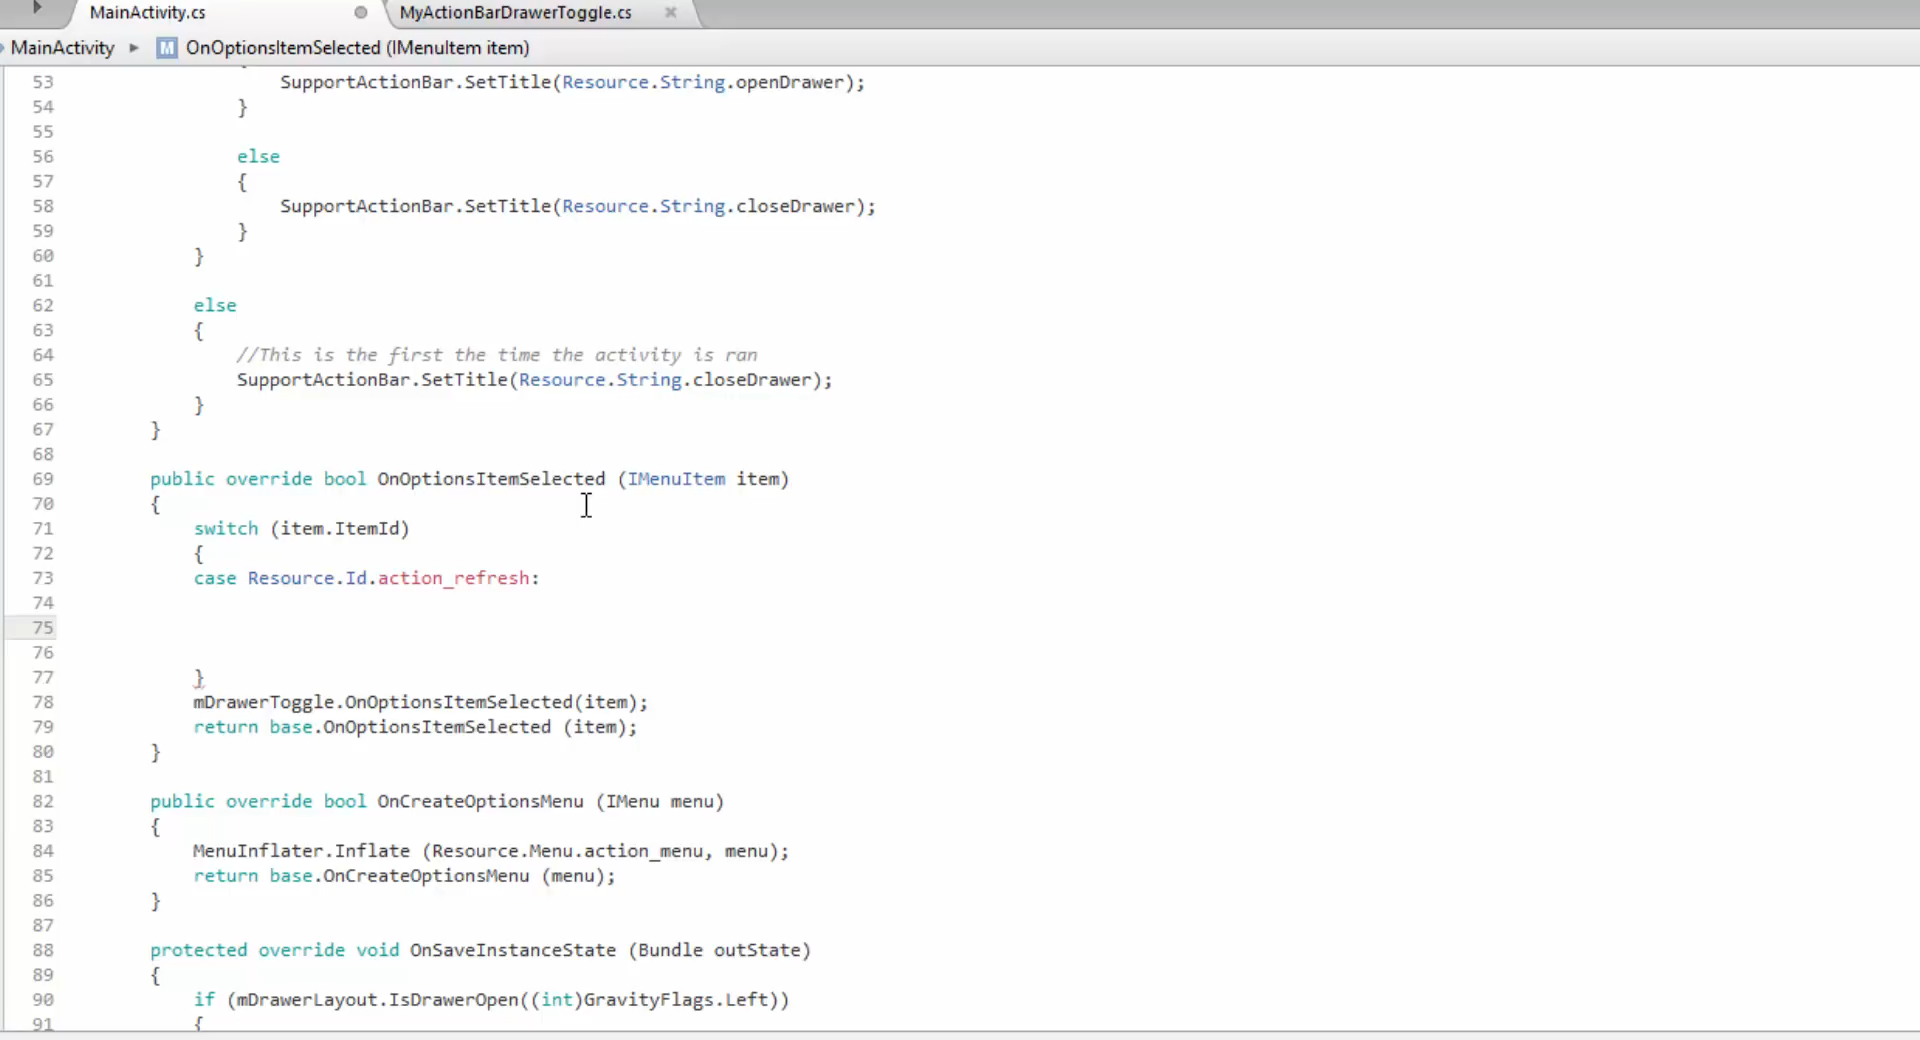 MainActivity.cs
MyActionBarDrawerToggle.cs
MainActivity ▸ M OnOptionsItemSelected (IMenuItem item)
53 SupportActionBar.SetTitle(Resource.String.openDrawer);
54 }
55
56 else
57 {
58 SupportActionBar.SetTitle(Resource.String.closeDrawer);
59 }
60 }
61
62 else
63 {
64 //This is the first the time the activity is ran
65 SupportActionBar.SetTitle(Resource.String.closeDrawer);
66 }
67 }
68
69 public override bool OnOptionsItemSelected (IMenuItem item)
70 {
71 switch (item.ItemId)
72 {
73 case Resource.Id.action_refresh:
74
75
76
77 }
78 mDrawerToggle.OnOptionsItemSelected(item);
79 return base.OnOptionsItemSelected (item);
80 }
81
82 public override bool OnCreateOptionsMenu (IMenu menu)
83 {
84 MenuInflater.Inflate (Resource.Menu.action_menu, menu);
85 return base.OnCreateOptionsMenu (menu);
86 }
87
88 protected override void OnSaveInstanceState (Bundle outState)
89 {
90 if (mDrawerLayout.IsDrawerOpen((int)GravityFlags.Left))
91 {